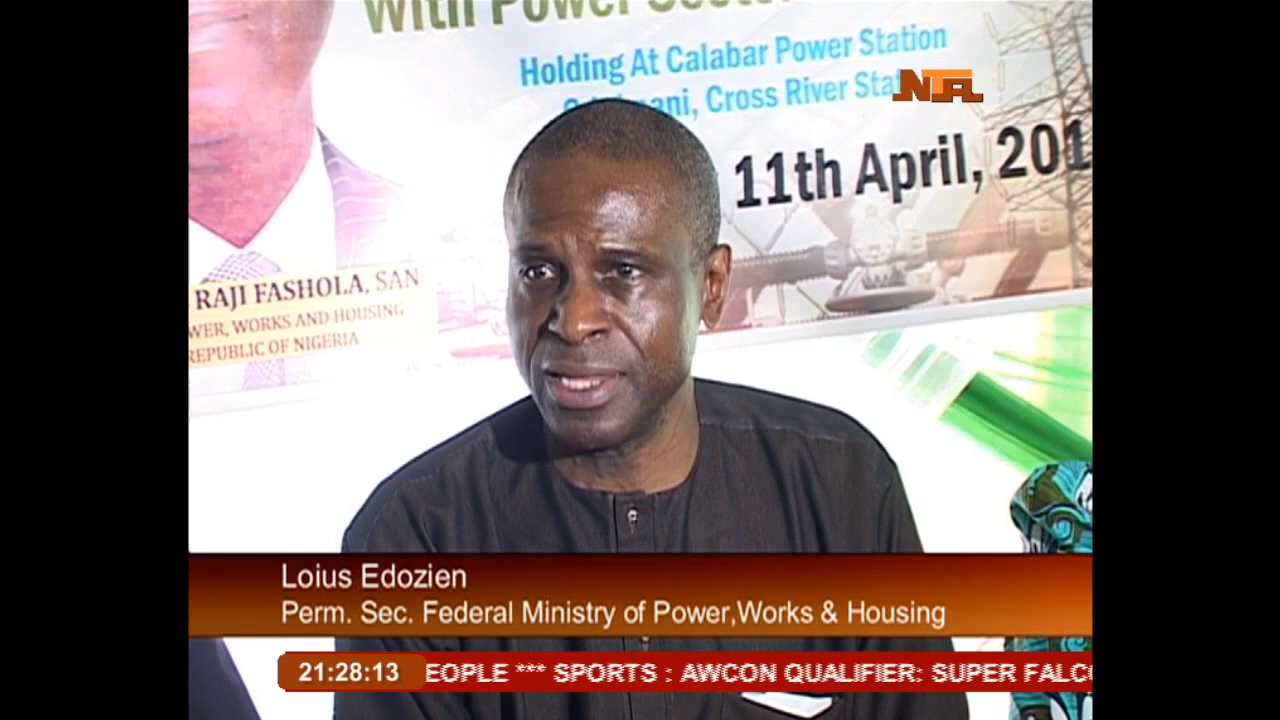 With Power
Holding At Calabar Power Station
Cross River
NTA
11th April, 201
RAJI FASHOLA, SAN
WORKS AND HOUSING
REPUBLIC OF NIGERIA
Loius Edozien
Perm. Sec. Federal Ministry of Power,Works & Housing
21:28:13
EOPLE *** SPORTS : AWCON QUALIFIER: SUPER FALC